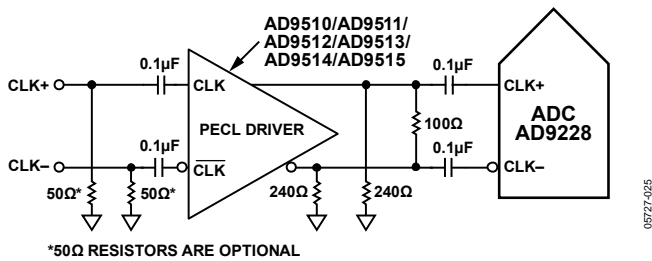 AD9510/AD9511/
AD9512/AD9513/
AD9514/AD9515
0.1µF
0.1µF
CLK+
CLK
CLK+
ADC
AD9228
PECL DRIVER
100Ω
0.1µF
0.1µF
CLK–
CLK
CLK–
50Ω*
50Ω*
240Ω
240Ω
*50Ω RESISTORS ARE OPTIONAL
05727-025